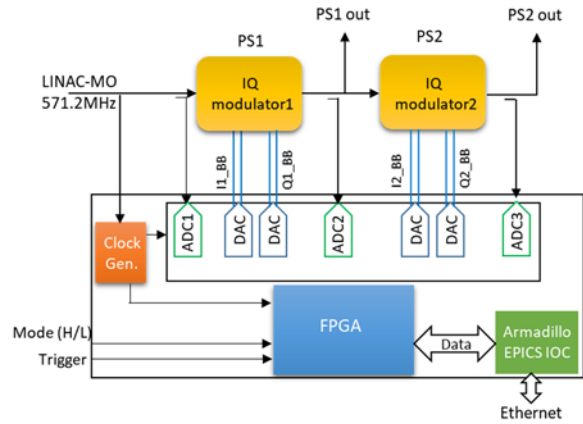 PS1 out
PS2 out
PS1
PS2
LINAC-MO
571.2MHz
IQ
modulator1
IQ
modulator2
I1_BB
Q1_BB
I2_BB
Q2_BB
ADC1
DAC
DAC
ADC2
DAC
DAC
ADC3
Clock
Gen.
FPGA
Mode (H/L)
Trigger
Data
Armadillo
EPICS IOC
Ethernet